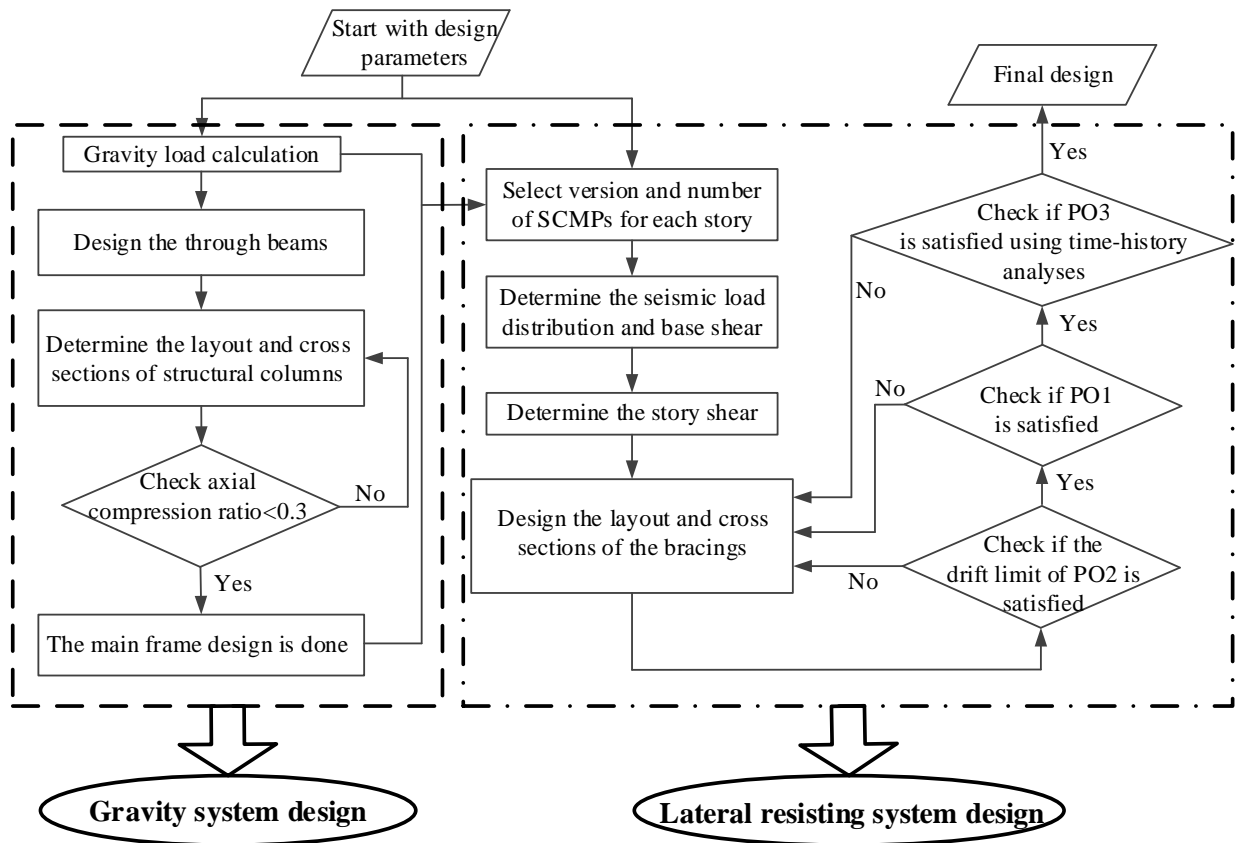 Start with design
parameters
Final design
Gravity load calculation
Design the through beams
Determine the layout and cross
sections of structural columns
Check axial
compression ratio<0.3
No
Yes
The main frame design is done
Gravity system design
Select version and number
of SCMPs for each story
Determine the seismic load
distribution and base shear
Determine the story shear
Design the layout and cross
sections of the bracings
Yes
Check if PO3
is satisfied using time-history
analyses
No
Yes
Check if PO1
is satisfied
No
Yes
Check if the
drift limit of PO2 is
satisfied
No
Lateral resisting system design